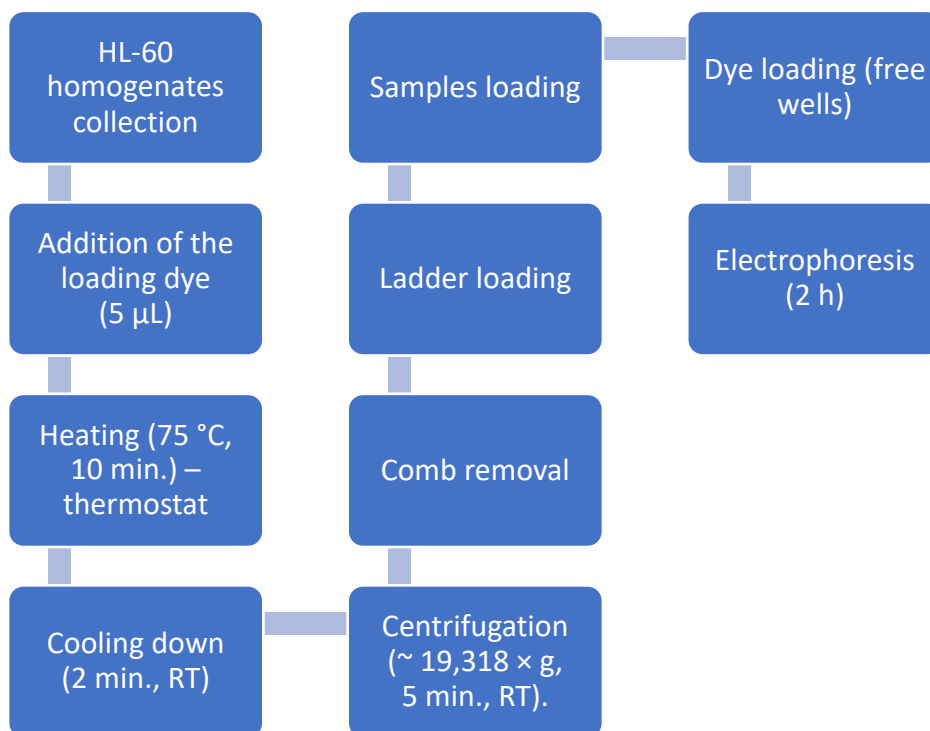 HL-60
homogenates
collection
Addition of the
loading dye
(5 µL)
Heating (75 °C,
10 min.) –
thermostat
Cooling down
(2 min., RT)
Centrifugation
(~ 19,318 × g,
5 min., RT).
Comb removal
Ladder loading
Samples loading
Dye loading (free
wells)
Electrophoresis
(2 h)